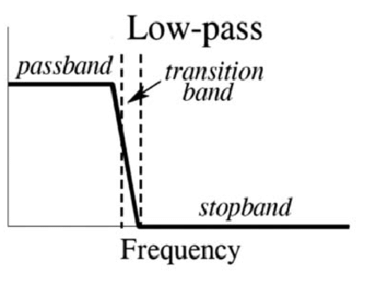 Low-pass
passband
transition
band
stopband
Frequency